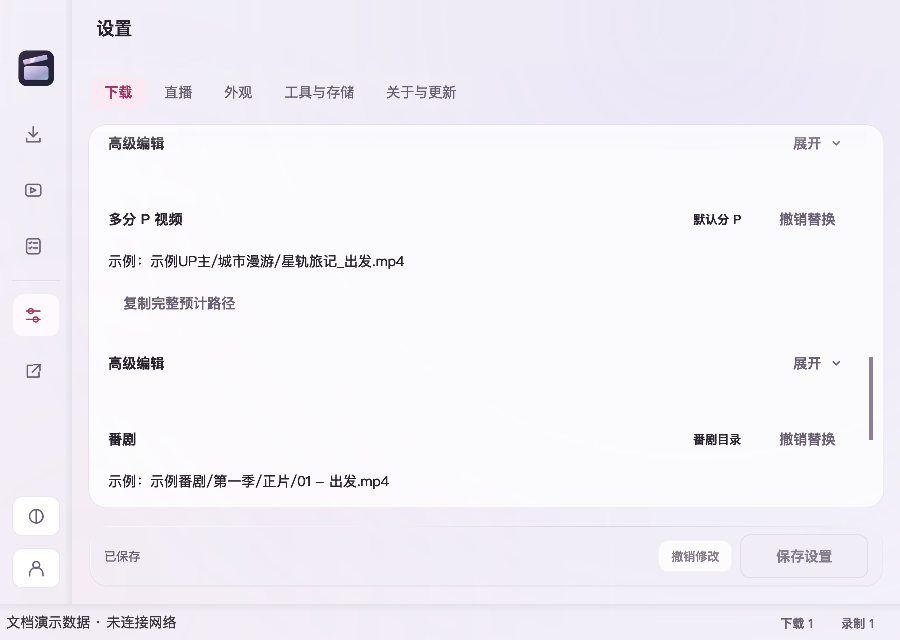 设置
下载 直播 外观 工具与存储 关于与更新
高级编辑 展开
多分 P 视频 默认分 P 撤销替换
示例：示例UP主/城市漫游/星轨旅记_出发.mp4
复制完整预计路径
高级编辑 展开
番剧 番剧目录 撤销替换
示例：示例番剧/第一季/正片/01 – 出发.mp4
已保存 撤销修改 保存设置
文档演示数据 · 未连接网络 下载 1 录制 1